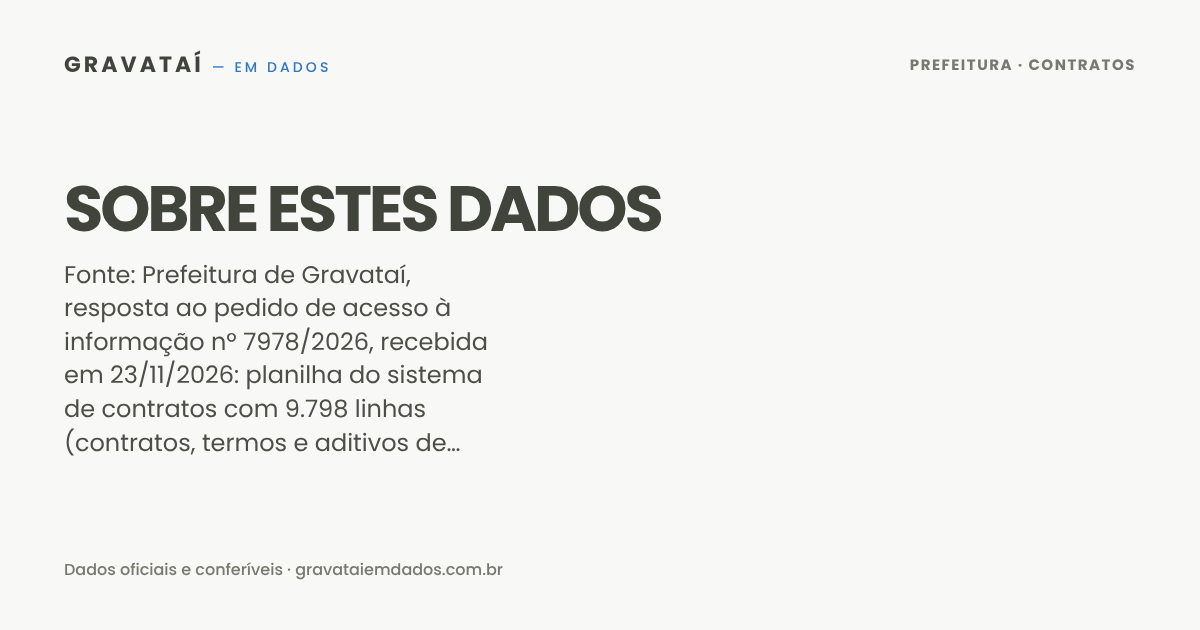 GRAVATAÍ — EM DADOS
PREFEITURA · CONTRATOS
SOBRE ESTES DADOS
Fonte: Prefeitura de Gravataí,
resposta ao pedido de acesso à
informação nº 7978/2026, recebida
em 23/11/2026: planilha do sistema
de contratos com 9.798 linhas
(contratos, termos e aditivos de…
Dados oficiais e conferíveis · gravataiemdados.com.br